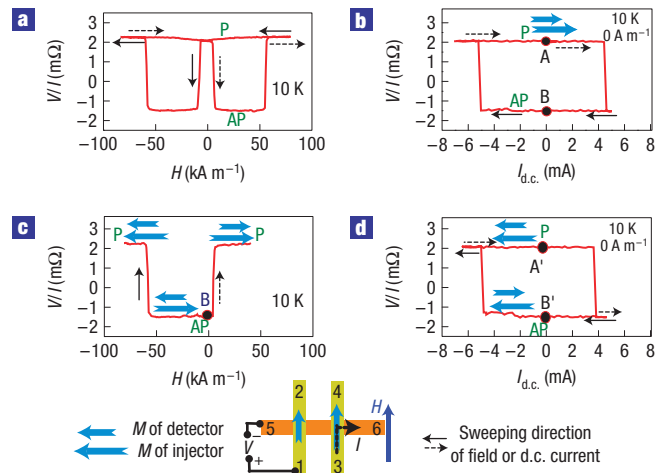 a
P
V/I (mΩ)
3
2
1
0
−1
−2
10 K
AP
−100
−50
0
50
100
H (kA m⁻¹)
b
P
10 K
0 A m⁻¹
A
B
AP
V/I (mΩ)
3
2
1
0
−1
−2
−8
−6
−4
−2
0
2
4
6
8
I_d.c. (mA)
c
P
P
V/I (mΩ)
3
2
1
0
−1
−2
B
AP
10 K
−100
−50
0
50
100
H (kA m⁻¹)
d
P
10 K
0 A m⁻¹
A'
B'
AP
V/I (mΩ)
3
2
1
0
−1
−2
−8
−6
−4
−2
0
2
4
6
8
I_d.c. (mA)
M of detector
M of injector
2
4
H
5
6
V
−
+
I
1
3
Sweeping direction
of field or d.c. current